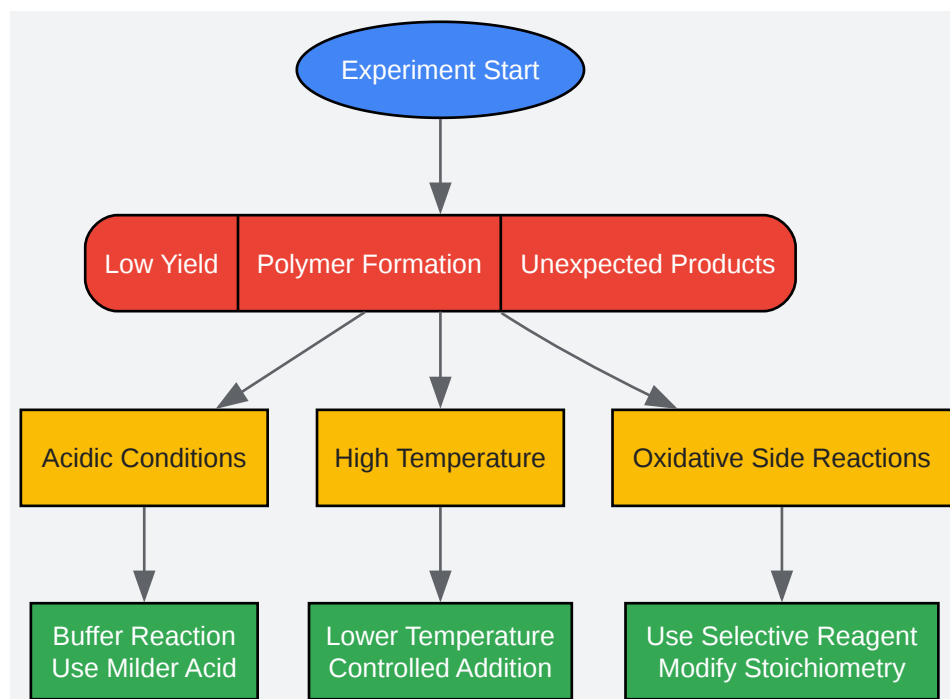 Experiment Start
Low Yield
Polymer Formation
Unexpected Products
Acidic Conditions
High Temperature
Oxidative Side Reactions
Buffer Reaction
Use Milder Acid
Lower Temperature
Controlled Addition
Use Selective Reagent
Modify Stoichiometry